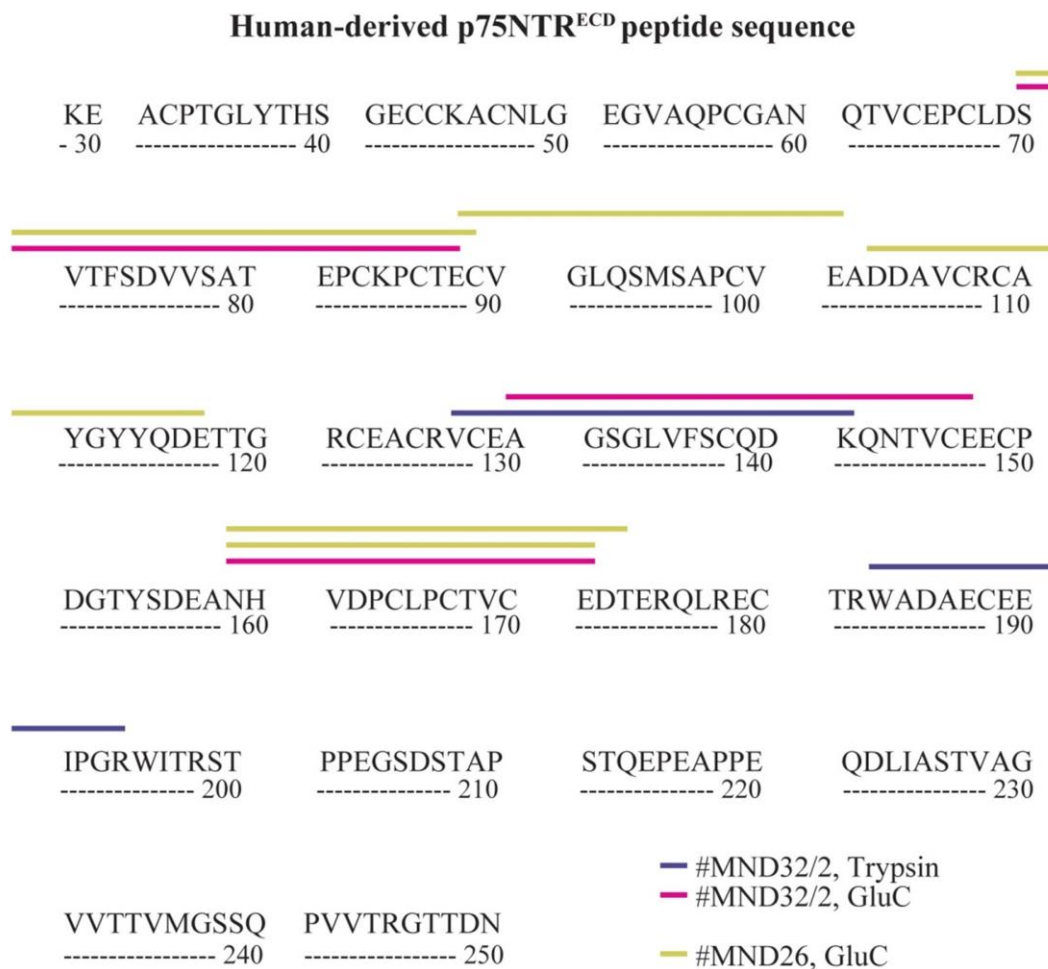 Human-derived p75NTRECD peptide sequence
KE ACPTGLYTHS GECCKACNLG EGVAQPCGAN QTVCEPCLDS
- 30 ----------------- 40 ----------------- 50 ----------------- 60 ---------------- 70
VTFSDVVSAT EPCKPCTECV GLQSMSAPCV EADDAVCRCA
----------------- 80 ----------------- 90 --------------- 100 ---------------- 110
YGYYQDETTG RCEACRVCEA GSGLVFSCQD KQNTVCEECP
----------------- 120 --------------- 130 --------------- 140 ---------------- 150
DGTYSDEANH VDPCLPCTVC EDTERQLREC TRWADAECEE
----------------- 160 --------------- 170 --------------- 180 ---------------- 190
IPGRWITRST PPEGSDSTAP STQEPEAPPE QDLIASTVAG
--------------- 200 --------------- 210 --------------- 220 --------------- 230
#MND32/2, Trypsin
#MND32/2, GluC
VVTTVMGSSQ PVVTRGTTDN
---------------- 240 ---------------- 250
#MND26, GluC